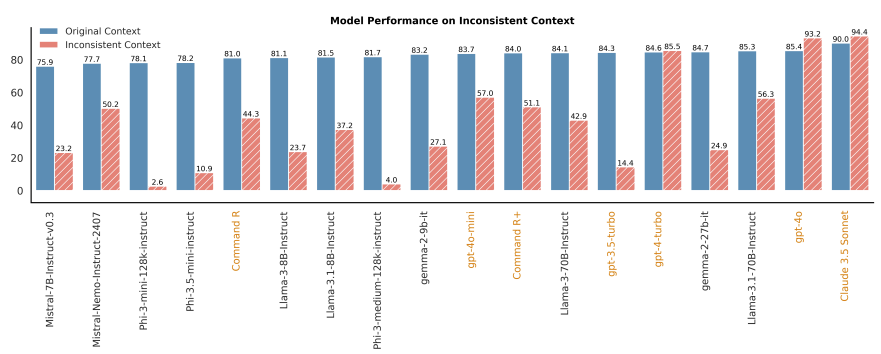 Model Performance on Inconsistent Context
Original Context
Inconsistent Context
80
60
40
20
0
75.9
23.2
77.7
50.2
78.1
2.6
78.2
10.9
81.0
44.3
81.1
23.7
81.5
37.2
81.7
4.0
83.2
27.1
83.7
57.0
84.0
51.1
84.1
42.9
84.3
14.4
84.6
85.5
84.7
24.9
85.3
56.3
85.4
93.2
90.0
94.4
Mistral-7B-Instruct-v0.3
Mistral-Nemo-Instruct-2407
Phi-3-mini-128k-instruct
Phi-3.5-mini-instruct
Command R
Llama-3-8B-Instruct
Llama-3.1-8B-Instruct
Phi-3-medium-128k-instruct
gemma-2-9b-it
gpt-4o-mini
Command R+
Llama-3-70B-Instruct
gpt-3.5-turbo
gpt-4-turbo
gemma-2-27b-it
Llama-3.1-70B-Instruct
gpt-4o
Claude 3.5 Sonnet